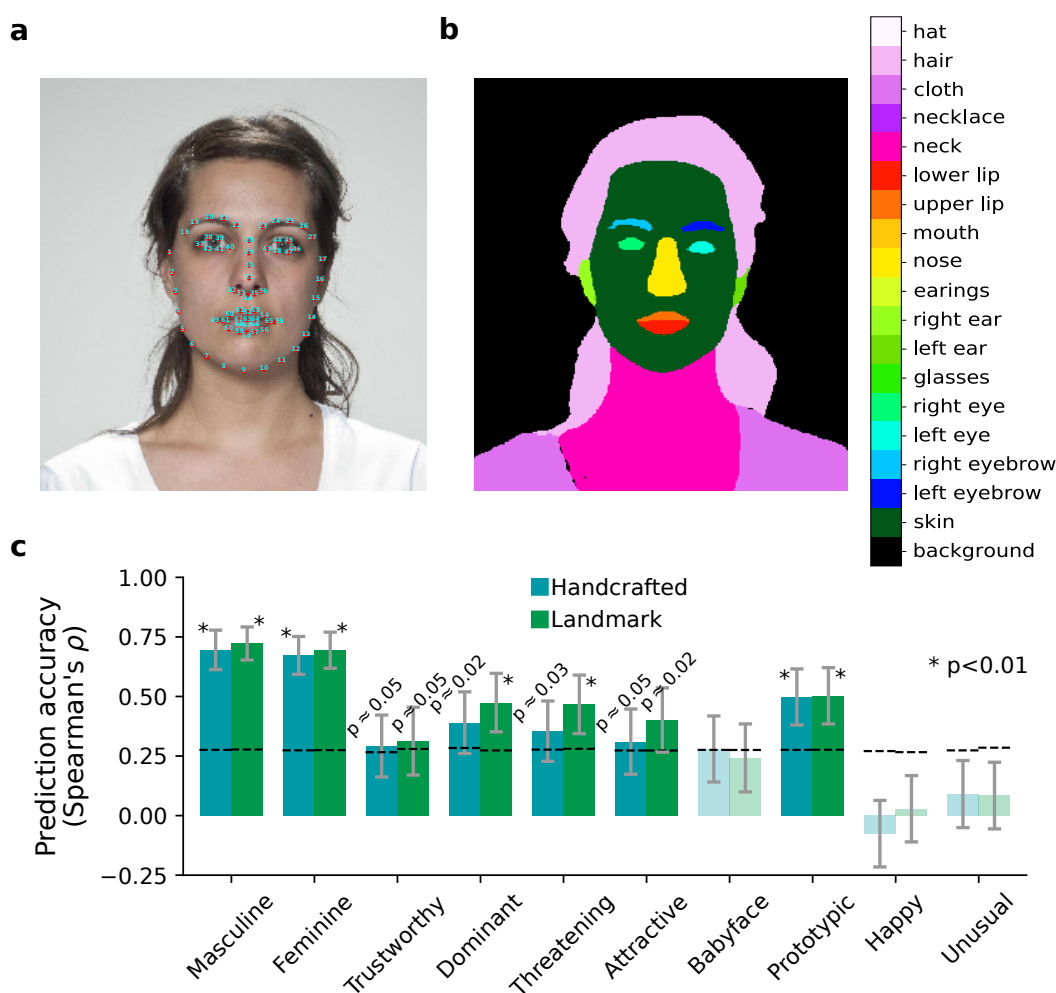 a
b
hat
hair
cloth
necklace
neck
lower lip
upper lip
mouth
nose
earings
right ear
left ear
glasses
right eye
left eye
right eyebrow
left eyebrow
skin
background
c
Prediction accuracy
(Spearman's ρ)
1.00
0.75
0.50
0.25
0.00
−0.25
Handcrafted
Landmark
* p<0.01
* *
* *
p ≈ 0.05
p ≈ 0.05
p ≈ 0.02
*
p ≈ 0.03
*
p ≈ 0.05
p ≈ 0.02
* *
Masculine
Feminine
Trustworthy
Dominant
Threatening
Attractive
Babyface
Prototypic
Happy
Unusual